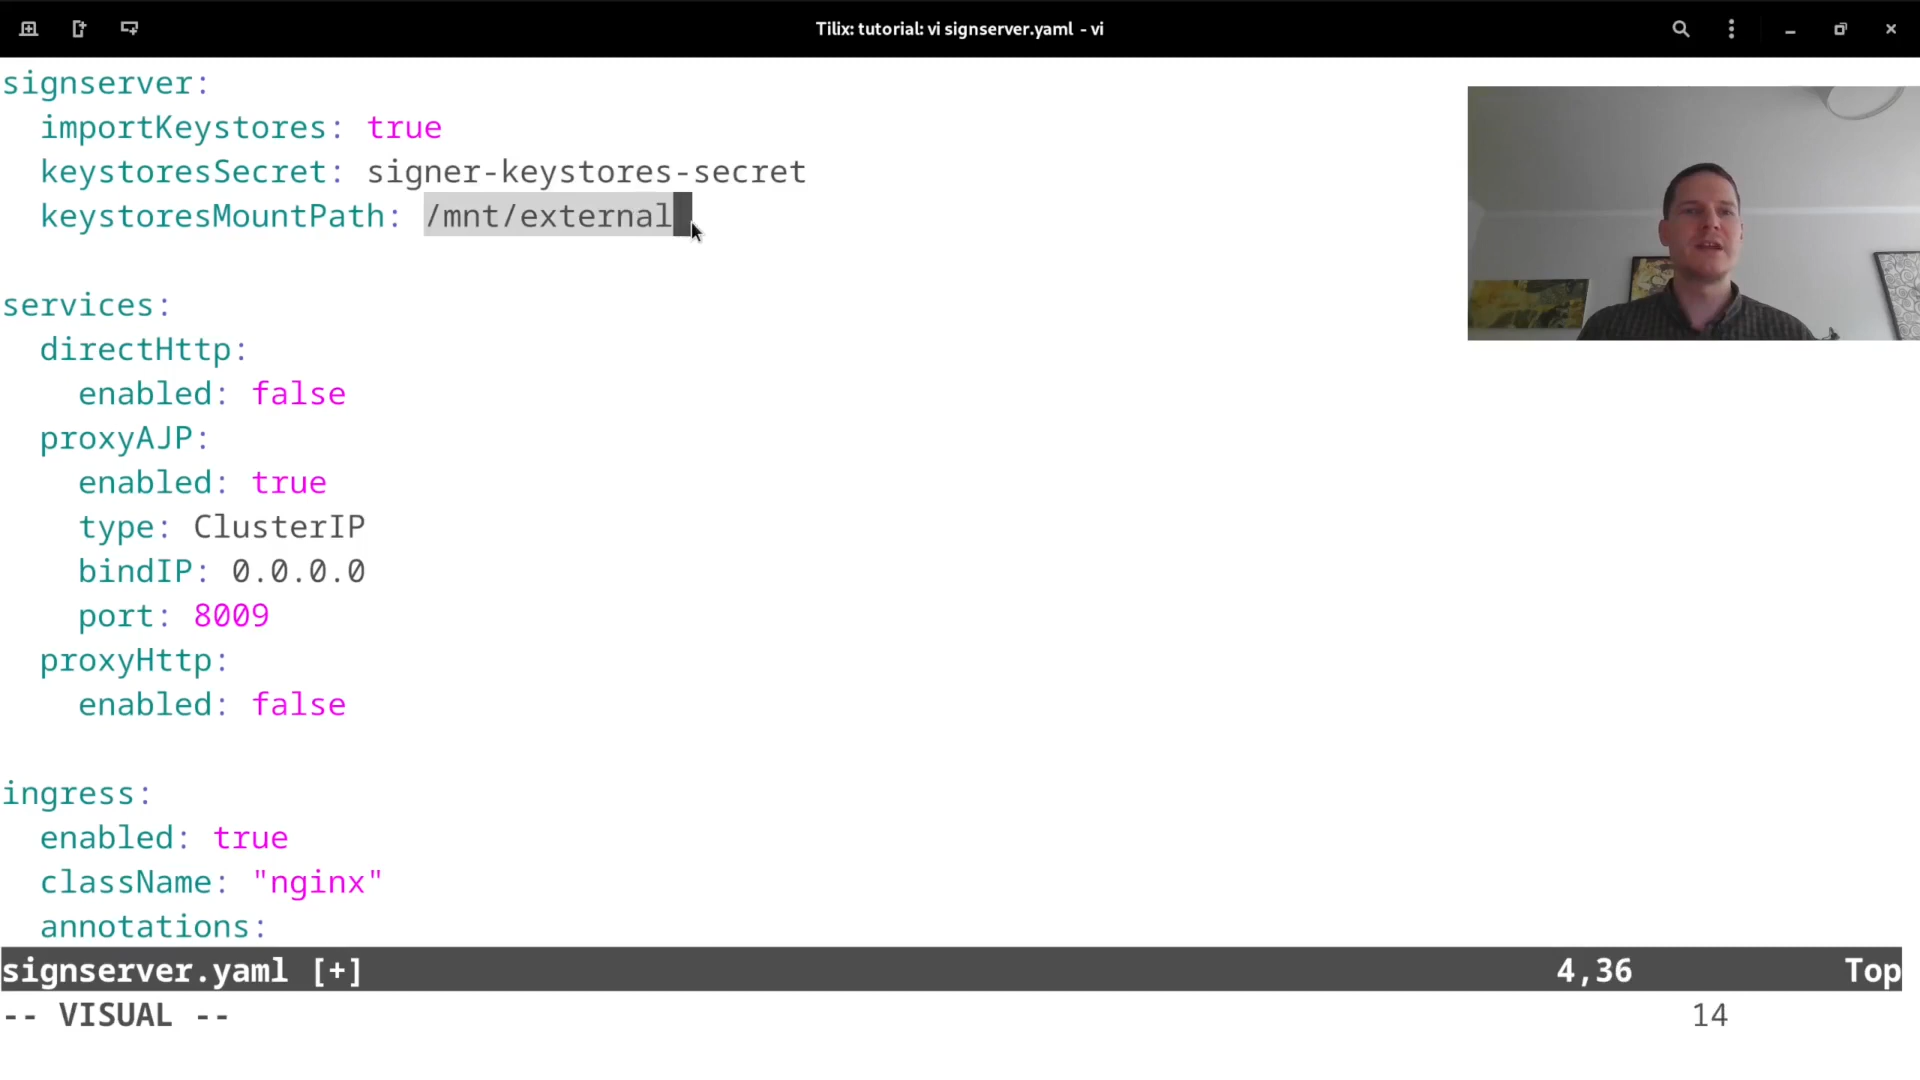 Tilix: tutorial: vi signserver.yaml - vi
signserver:
  importKeystores: true
  keystoresSecret: signer-keystores-secret
  keystoresMountPath: /mnt/external
services:
  directHttp:
    enabled: false
  proxyAJP:
    enabled: true
    type: ClusterIP
    bindIP: 0.0.0.0
    port: 8009
  proxyHttp:
    enabled: false
ingress:
  enabled: true
  className: "nginx"
  annotations:
signserver.yaml [+] 4,36 Top
-- VISUAL -- 14